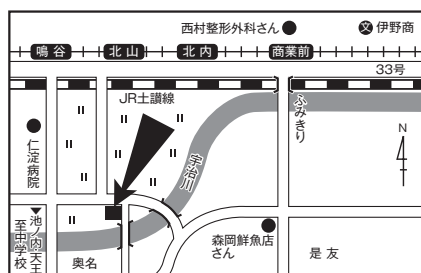 西村整形外科さん
文 伊野商
鳴谷
北山
北内
商業前
33号
JR土讃線
ふみきり
N
仁淀病院
宇治川
池ノ内天王
至中学校
奥名
森岡鮮魚店
さん
是友